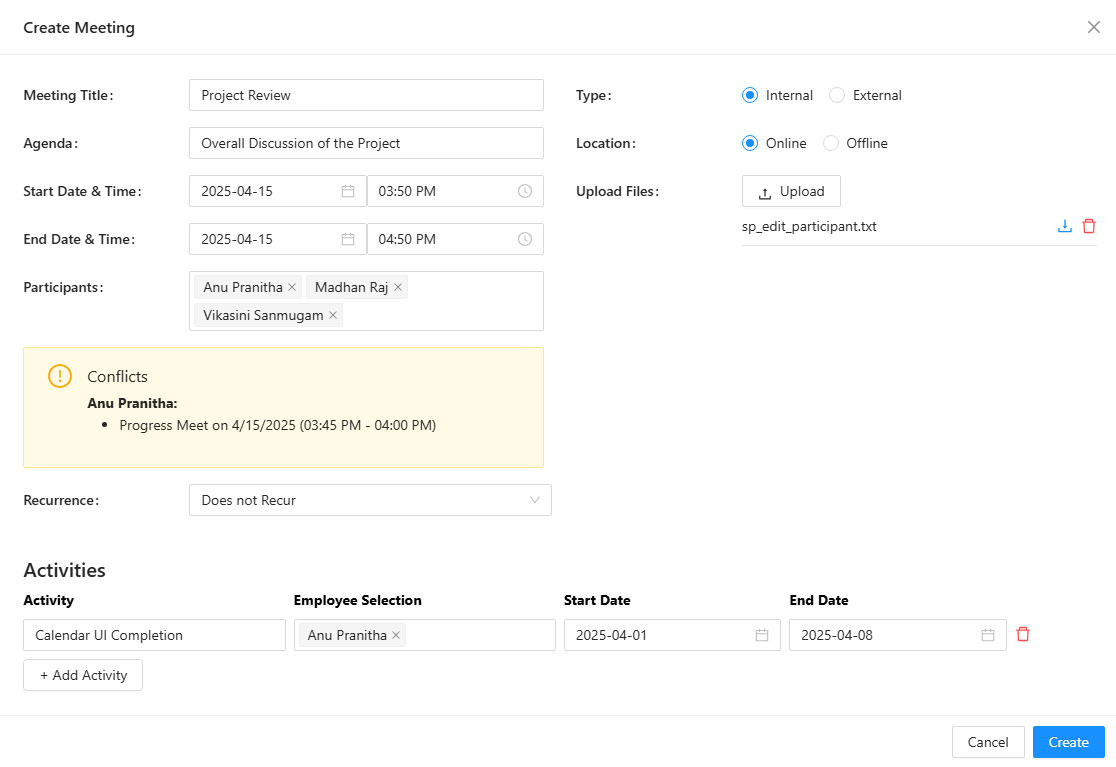 Create Meeting
Meeting Title:
Project Review
Type:
Internal
External
Agenda:
Overall Discussion of the Project
Location:
Online
Offline
Start Date & Time:
2025-04-15
03:50 PM
Upload Files:
Upload
sp_edit_participant.txt
End Date & Time:
2025-04-15
04:50 PM
Participants:
Anu Pranitha
Madhan Raj
Vikasini Sanmugam
Conflicts
Anu Pranitha:
• Progress Meet on 4/15/2025 (03:45 PM - 04:00 PM)
Recurrence:
Does not Recur
Activities
Activity
Employee Selection
Start Date
End Date
Calendar UI Completion
Anu Pranitha
2025-04-01
2025-04-08
+ Add Activity
Cancel
Create